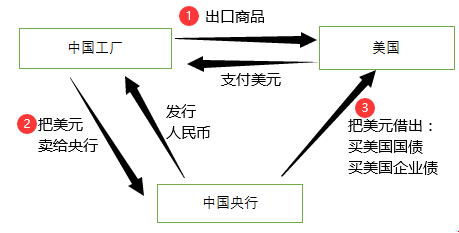 1 出口商品
中国工厂
美国
支付美元
2 把美元
卖给央行
发行
人民币
3
把美元借出：
买美国国债
买美国企业债
中国央行